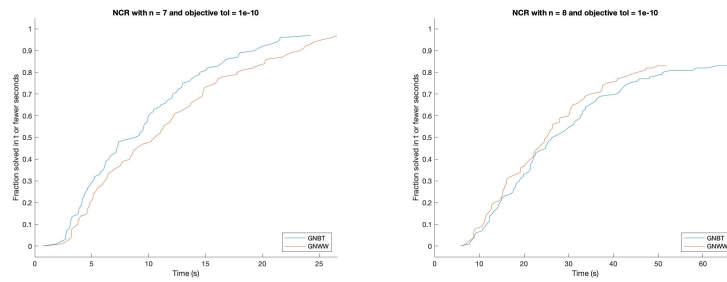 NCR with n = 7 and objective tol = 1e-10
1
0.9
0.8
0.7
0.6
0.5
0.4
0.3
0.2
0.1
0
Fraction solved in t or fewer seconds
0 5 10 15 20 25
Time (s)
GNBT
GNWW
NCR with n = 8 and objective tol = 1e-10
1
0.9
0.8
0.7
0.6
0.5
0.4
0.3
0.2
0.1
0
Fraction solved in t or fewer seconds
0 10 20 30 40 50 60
Time (s)
GNBT
GNWW